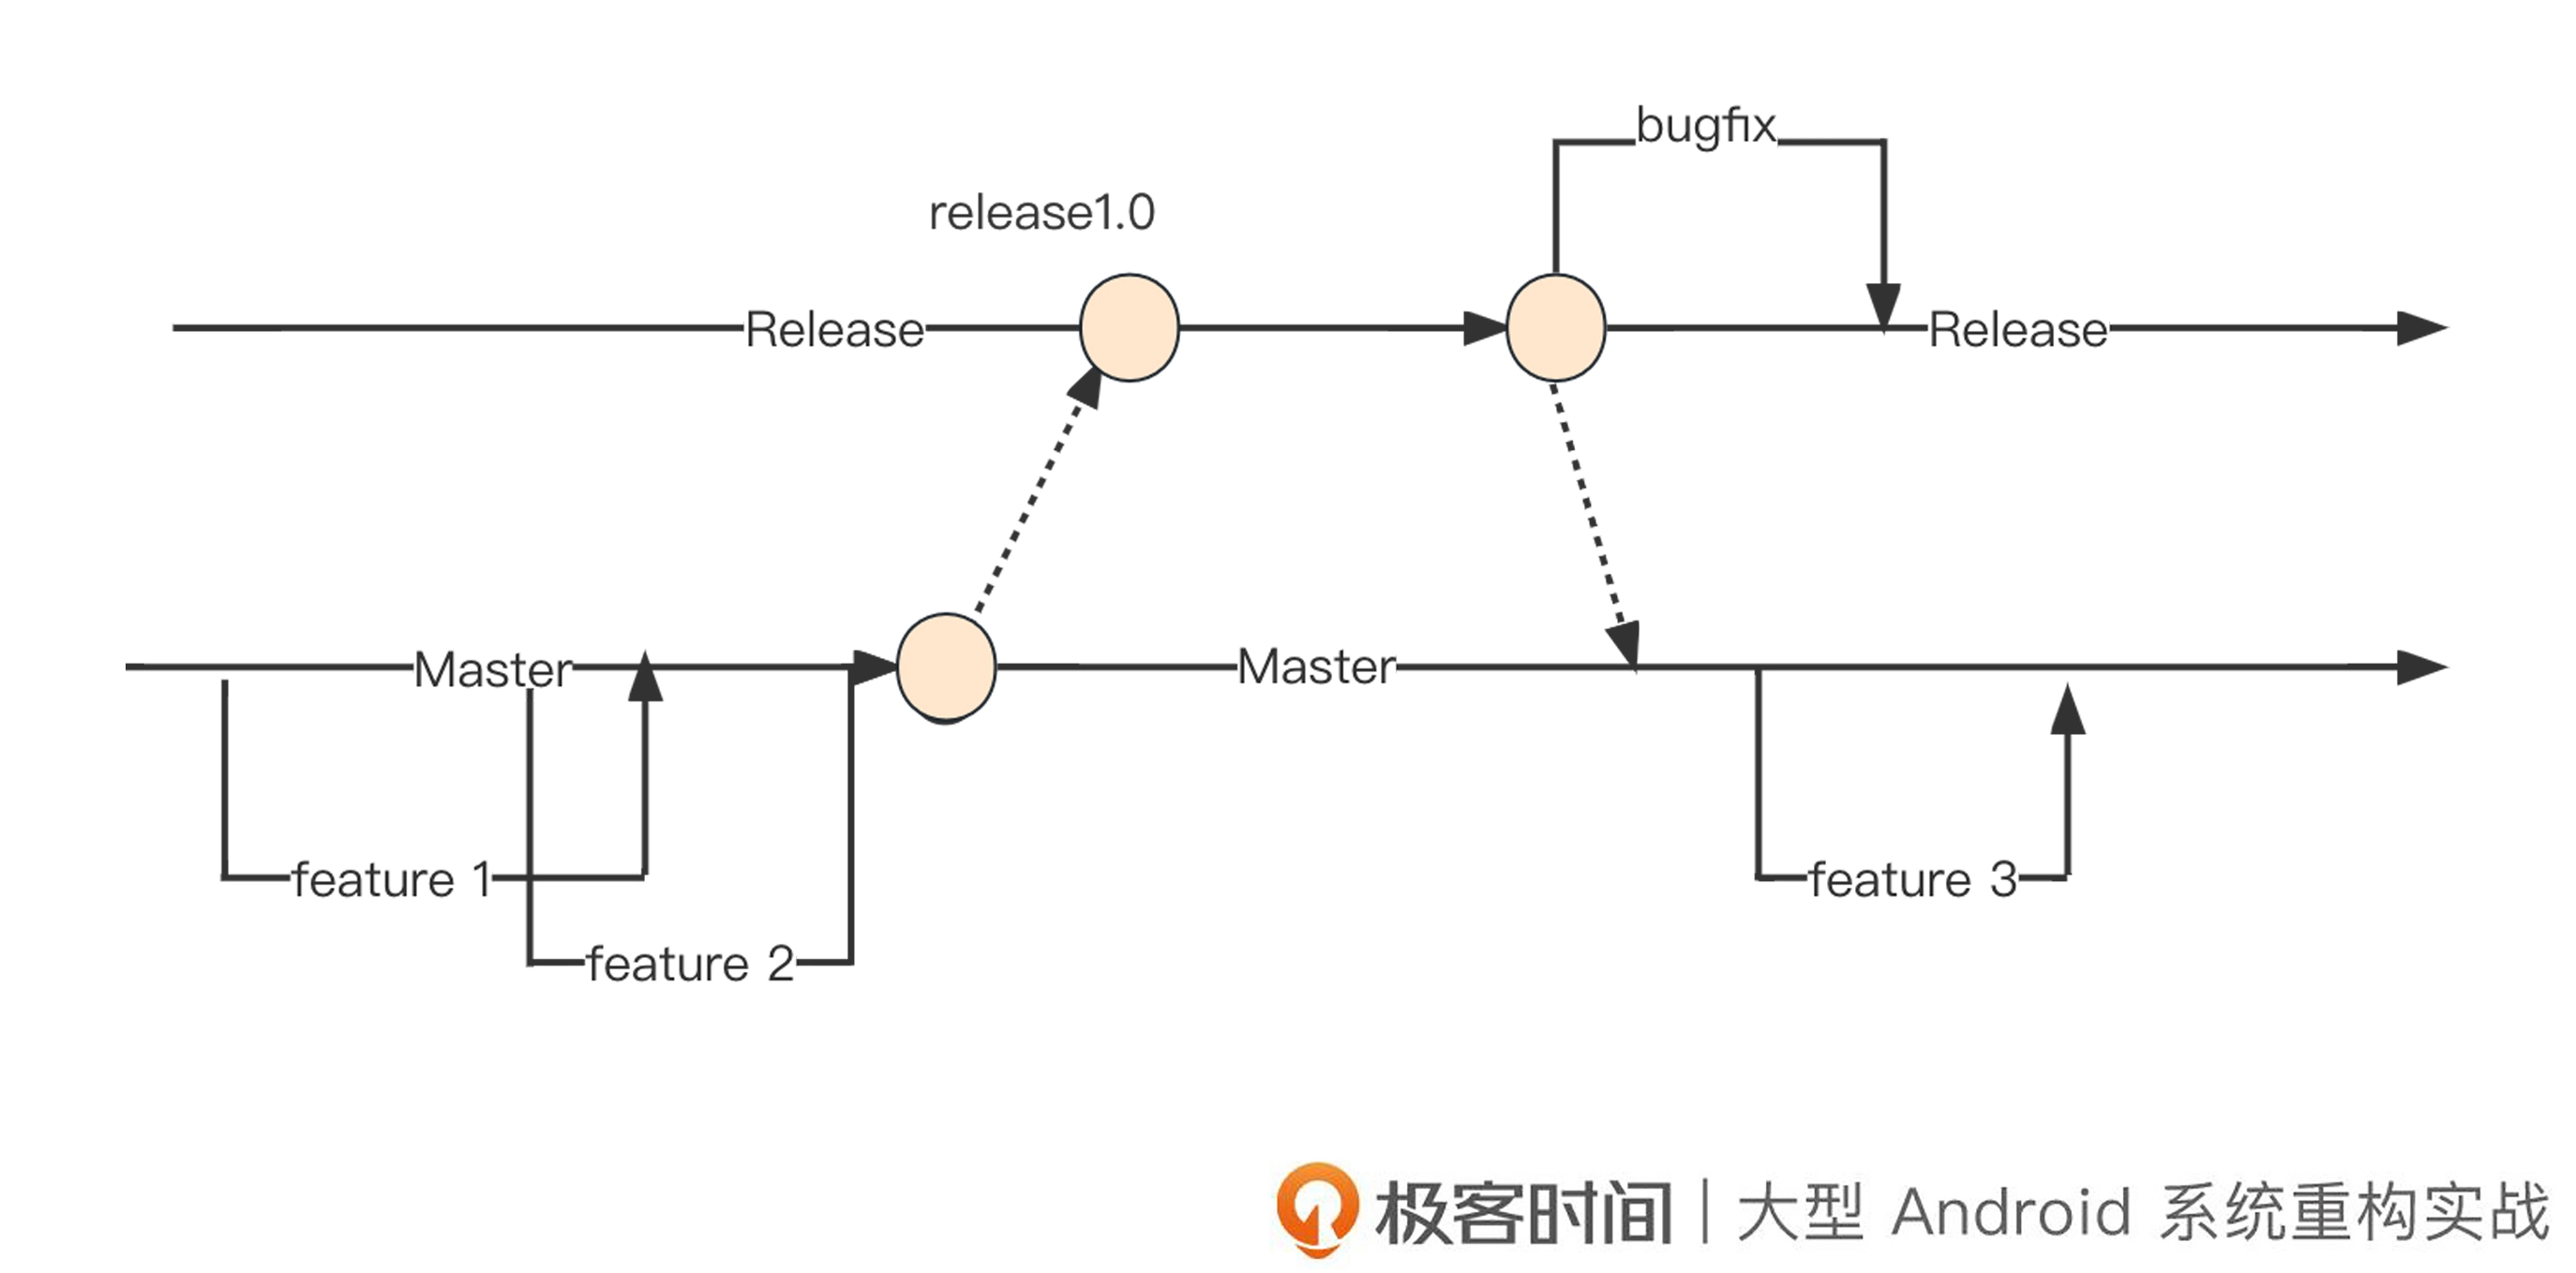 bugfix
release1.0
Release
Release
Master
Master
feature 1
feature 3
feature 2
极客时间 | 大型 Android 系统重构实战